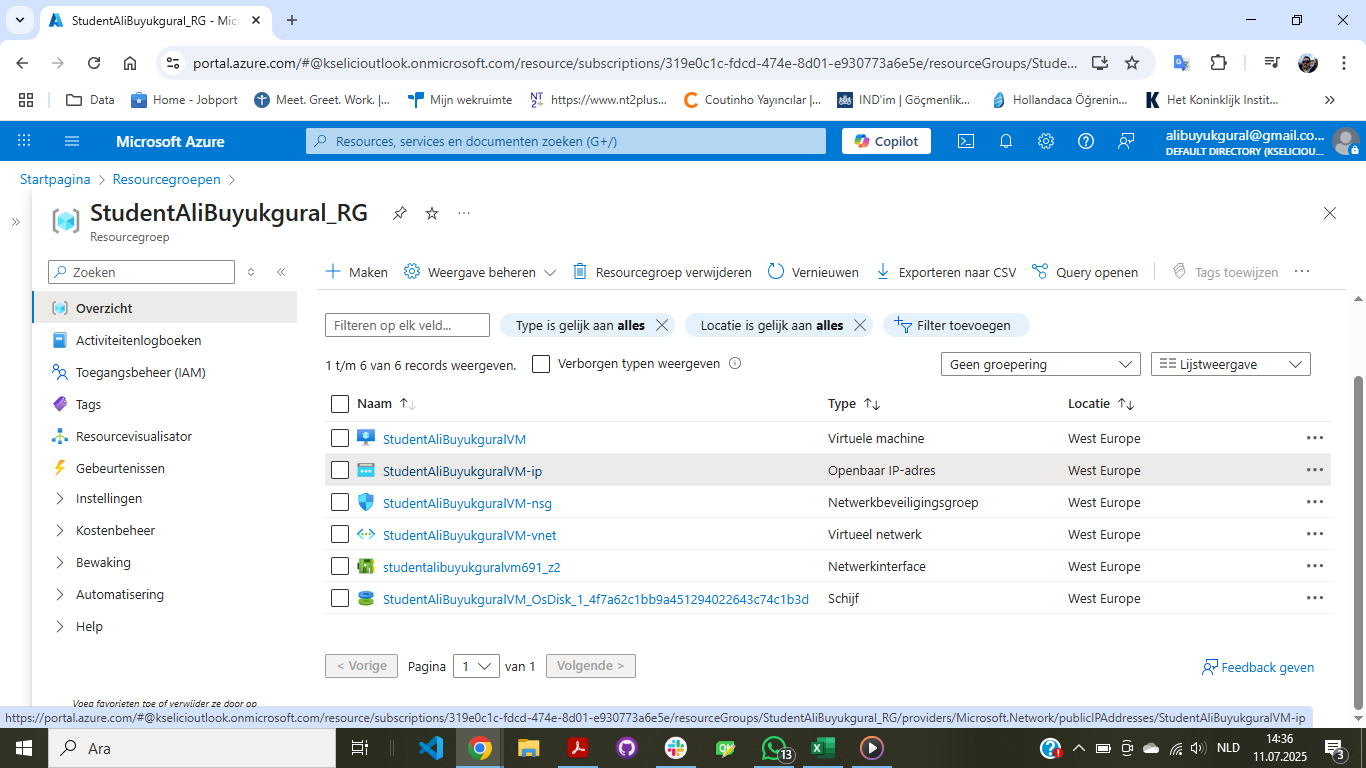 StudentAliBuyukgural_RG - Mic
portal.azure.com/#@kselicioutlook.onmicrosoft.com/resource/subscriptions/319e0c1c-fdcd-474e-8d01-e930773a6e5e/resourceGroups/Stude...
Data
Home - Jobport
Meet. Greet. Work. |...
Mijn wekruimte
NT2+
https://www.nt2plus...
Coutinho Yayıncılar |...
IND'im | Göçmenlik...
Hollandaca Öğrenin...
Het Koninklijk Instit...
Microsoft Azure
Resources, services en documenten zoeken (G+/)
Copilot
alibuyukgural@gmail.co...
DEFAULT DIRECTORY (KSELICIOU...
Startpagina > Resourcegroepen >
StudentAliBuyukgural_RG
Resourcegroep
Zoeken
Maken
Weergave beheren
Resourcegroep verwijderen
Vernieuwen
Exporteren naar CSV
Query openen
Tags toewijzen
Overzicht
Activiteitenlogboeken
Toegangsbeheer (IAM)
Tags
Resourcevisualisator
Gebeurtenissen
Instellingen
Kostenbeheer
Bewaking
Automatisering
Help
Voeg favorieten toe of verwijder ze door op
Filteren op elk veld...
Type is gelijk aan alles
Locatie is gelijk aan alles
Filter toevoegen
1 t/m 6 van 6 records weergeven.
Verborgen typen weergeven
Geen groepering
Lijstweergave
Naam Type Locatie
StudentAliBuyukguralVM Virtuele machine West Europe
StudentAliBuyukguralVM-ip Openbaar IP-adres West Europe
StudentAliBuyukguralVM-nsg Netwerkbeveiligingsgroep West Europe
StudentAliBuyukguralVM-vnet Virtueel netwerk West Europe
studentalibuyukguralvm691_z2 Netwerkinterface West Europe
StudentAliBuyukguralVM_OsDisk_1_4f7a62c1bb9a451294022643c74c1b3d Schijf West Europe
< Vorige Pagina 1 van 1 Volgende >
Feedback geven
https://portal.azure.com/#@kselicioutlook.onmicrosoft.com/resource/subscriptions/319e0c1c-fdcd-474e-8d01-e930773a6e5e/resourceGroups/StudentAliBuyukgural_RG/providers/Microsoft.Network/publicIPAddresses/StudentAliBuyukguralVM-ip
Ara
13
NLD
14:36
11.07.2025
3